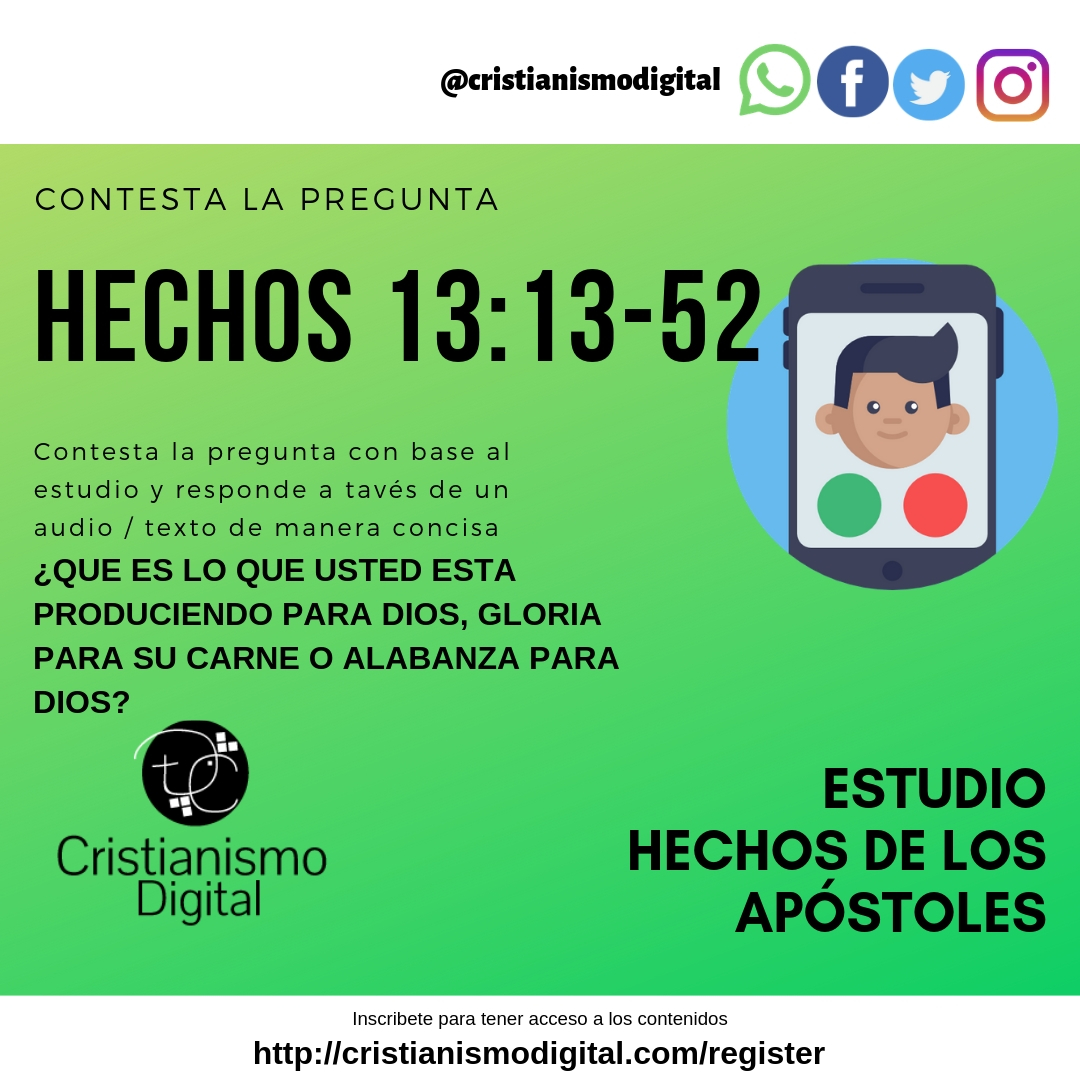 @cristianismodigital
CONTESTA LA PREGUNTA
HECHOS 13:13-52
Contesta la pregunta con base al
estudio y responde a tavés de un
audio / texto de manera concisa
¿QUE ES LO QUE USTED ESTA
PRODUCIENDO PARA DIOS, GLORIA
PARA SU CARNE O ALABANZA PARA
DIOS?
Cristianismo
Digital
ESTUDIO
HECHOS DE LOS
APÓSTOLES
Inscribete para tener acceso a los contenidos
http://cristianismodigital.com/register